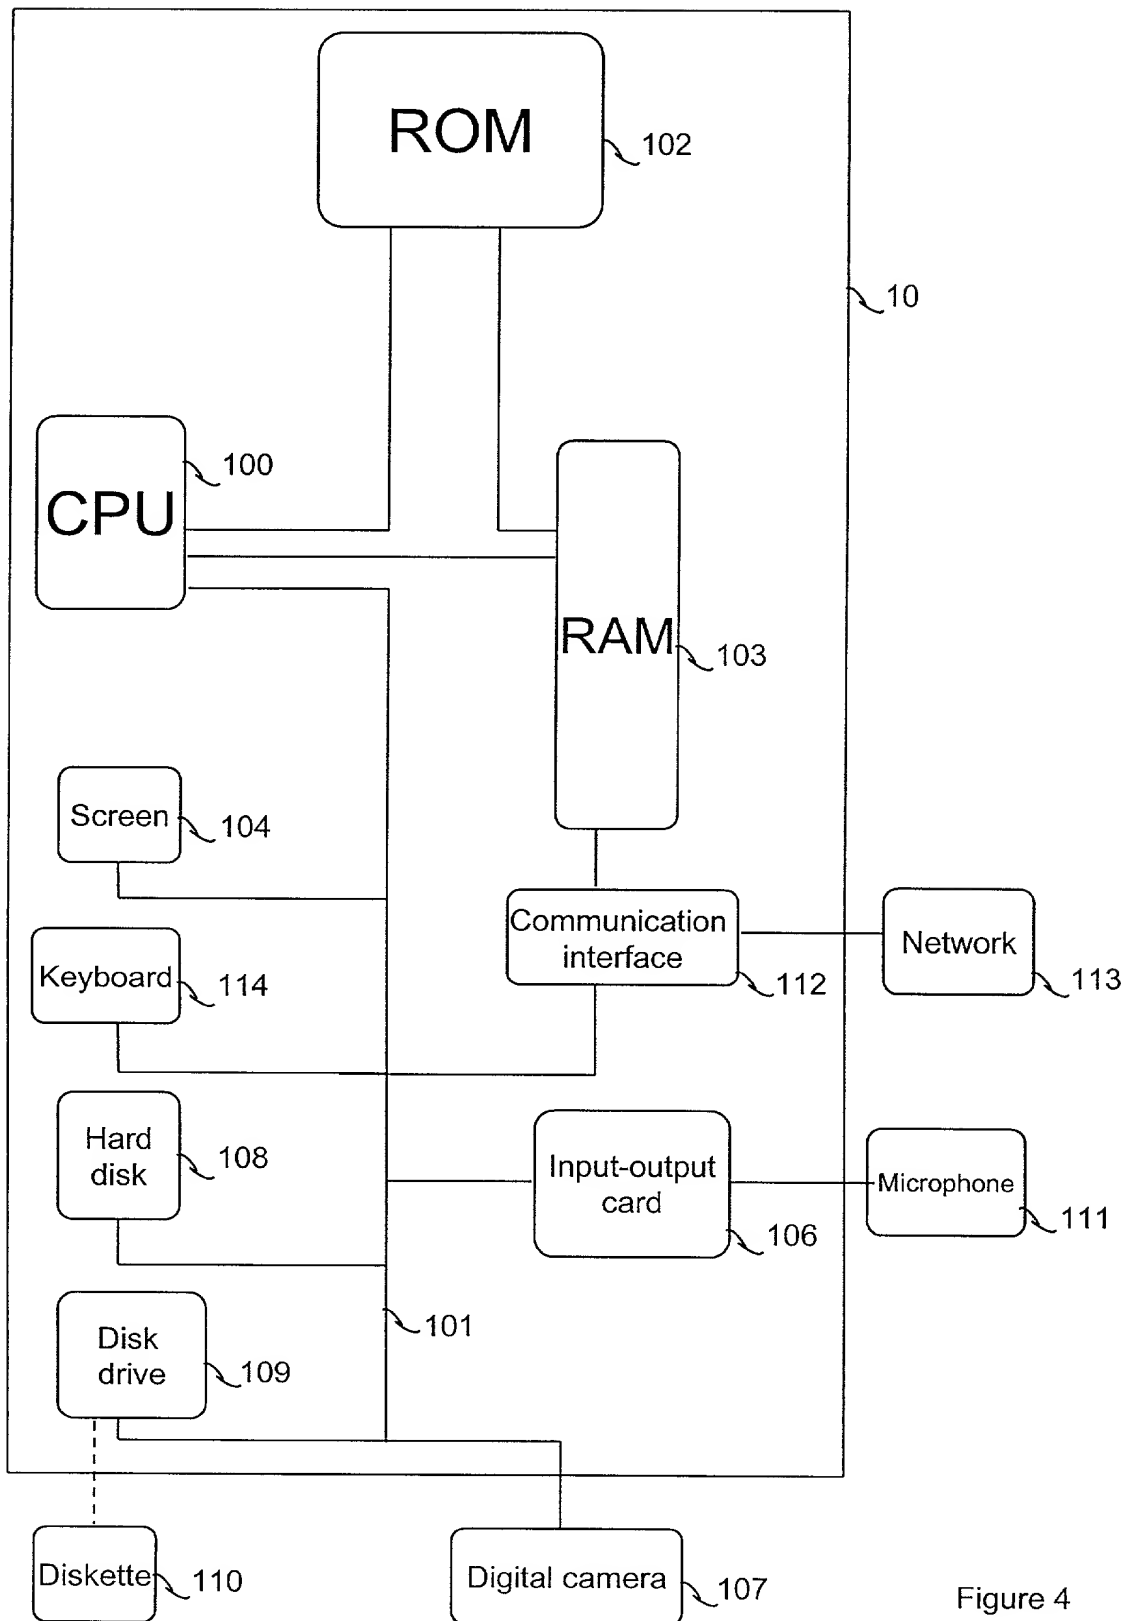 ROM
102
10
CPU
100
RAM
103
Screen
104
Communication
interface
112
Network
113
Keyboard
114
Hard
disk
108
Input-output
card
106
Microphone
111
101
Disk
drive
109
Diskette
110
Digital camera
107
Figure 4